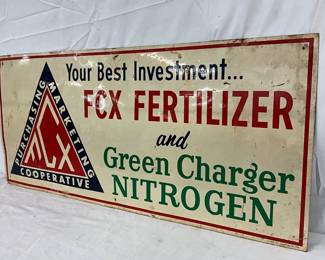 Your Best Investment...
FCX FERTILIZER
and
Green Charger
NITROGEN
PURCHASING
MARKETING
FCX
COOPERATIVE